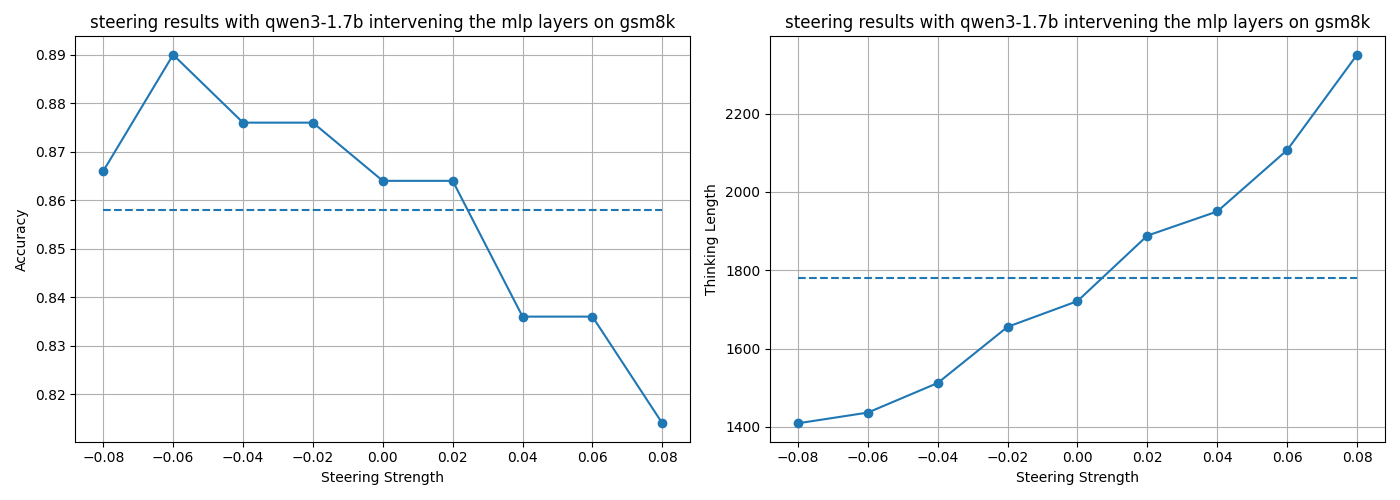 steering results with qwen3-1.7b intervening the mlp layers on gsm8k
0.89
0.88
0.87
0.86
0.85
0.84
0.83
0.82
Accuracy
−0.08 −0.06 −0.04 −0.02 0.00 0.02 0.04 0.06 0.08
Steering Strength
steering results with qwen3-1.7b intervening the mlp layers on gsm8k
2200
2000
1800
1600
1400
Thinking Length
−0.08 −0.06 −0.04 −0.02 0.00 0.02 0.04 0.06 0.08
Steering Strength